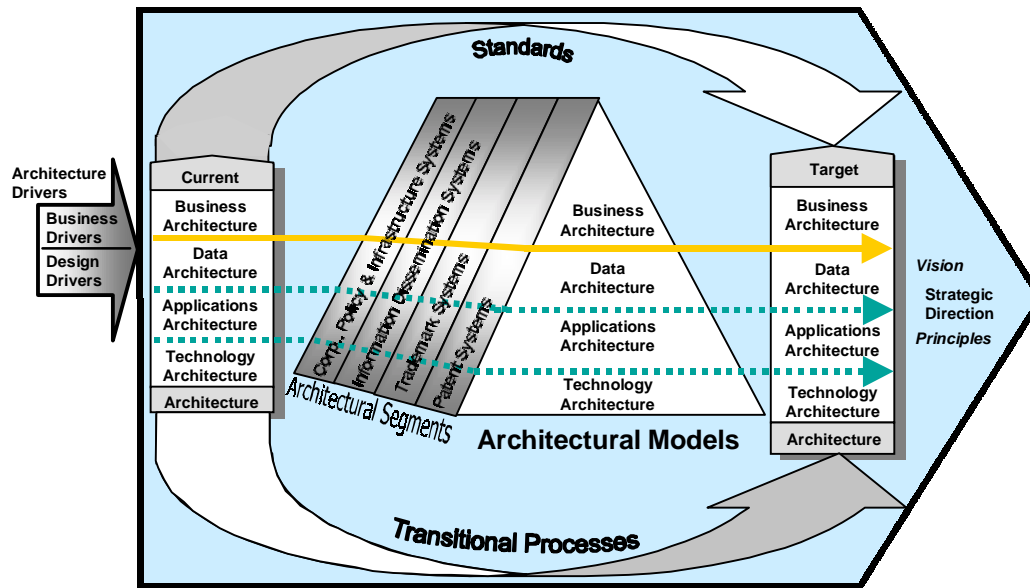 Standards
Architecture
Drivers
Business
Drivers
Design
Drivers
Current
Business
Architecture
Data
Architecture
Applications
Architecture
Technology
Architecture
Architecture
Corp., Policy & Infrastructure Systems
Information Dissemination Systems
Trademark Systems
Patent Systems
Architectural Segments
Business
Architecture
Data
Architecture
Applications
Architecture
Technology
Architecture
Architectural Models
Target
Business
Architecture
Data
Architecture
Applications
Architecture
Technology
Architecture
Architecture
Vision
Strategic
Direction
Principles
Transitional Processes